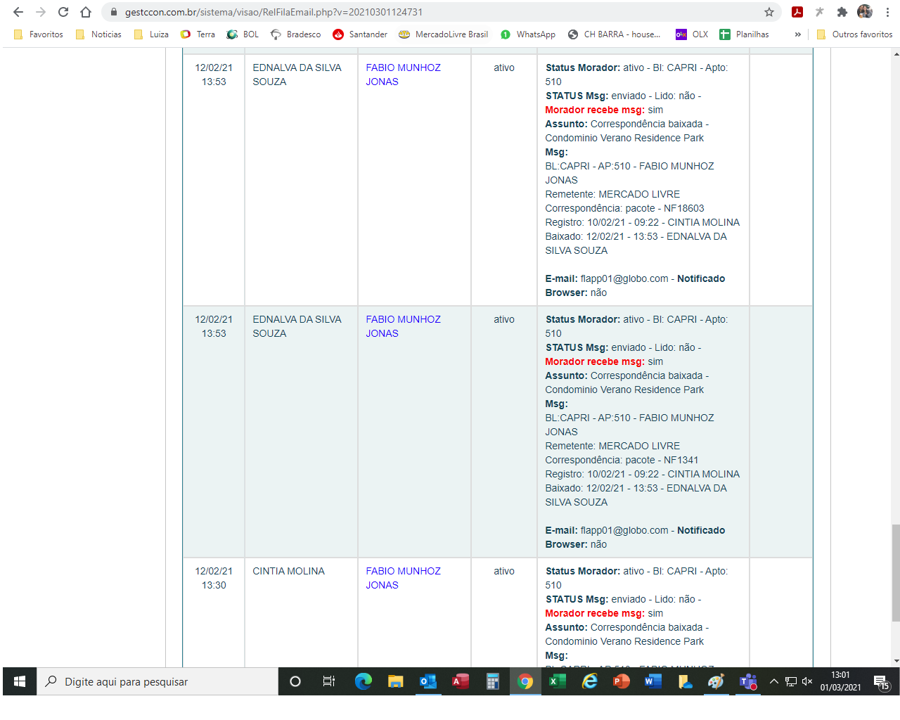 gestccon.com.br/sistema/visao/RelFilaEmail.php?v=20210301124731
Favoritos Noticias Luiza Terra BOL Bradesco Santander MercadoLivre Brasil WhatsApp CH BARRA - house... OLX Planilhas » Outros favoritos
12/02/21
13:53
EDNALVA DA SILVA
SOUZA
FABIO MUNHOZ
JONAS
ativo
Status Morador: ativo - Bl: CAPRI - Apto:
510
STATUS Msg: enviado - Lido: não -
Morador recebe msg: sim
Assunto: Correspondência baixada -
Condominio Verano Residence Park
Msg:
BL:CAPRI - AP:510 - FABIO MUNHOZ
JONAS
Remetente: MERCADO LIVRE
Correspondência: pacote - NF18603
Registro: 10/02/21 - 09:22 - CINTIA MOLINA
Baixado: 12/02/21 - 13:53 - EDNALVA DA
SILVA SOUZA
E-mail: flapp01@globo.com - Notificado
Browser: não
12/02/21
13:53
EDNALVA DA SILVA
SOUZA
FABIO MUNHOZ
JONAS
ativo
Status Morador: ativo - Bl: CAPRI - Apto:
510
STATUS Msg: enviado - Lido: não -
Morador recebe msg: sim
Assunto: Correspondência baixada -
Condominio Verano Residence Park
Msg:
BL:CAPRI - AP:510 - FABIO MUNHOZ
JONAS
Remetente: MERCADO LIVRE
Correspondência: pacote - NF1341
Registro: 10/02/21 - 09:22 - CINTIA MOLINA
Baixado: 12/02/21 - 13:53 - EDNALVA DA
SILVA SOUZA
E-mail: flapp01@globo.com - Notificado
Browser: não
12/02/21
13:30
CINTIA MOLINA
FABIO MUNHOZ
JONAS
ativo
Status Morador: ativo - Bl: CAPRI - Apto:
510
STATUS Msg: enviado - Lido: não -
Morador recebe msg: sim
Assunto: Correspondência baixada -
Condominio Verano Residence Park
Msg:
BL:CAPRI - AP:510 - FABIO MUNHOZ
Digite aqui para pesquisar
13:01
01/03/2021
15